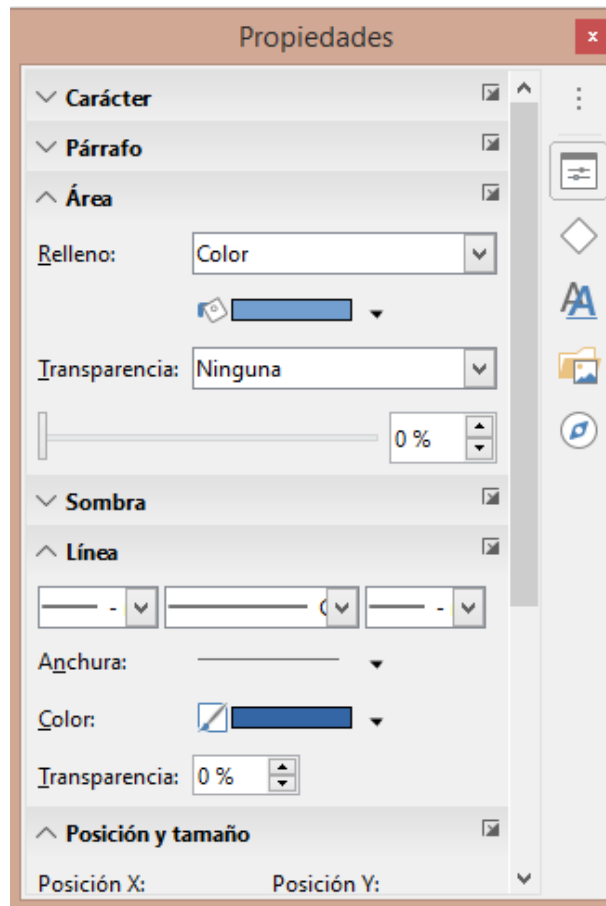 Propiedades
Carácter
Párrafo
Área
Relleno: Color
Transparencia: Ninguna
0 %
Sombra
Línea
Anchura:
Color:
Transparencia: 0 %
Posición y tamaño
Posición X: Posición Y: